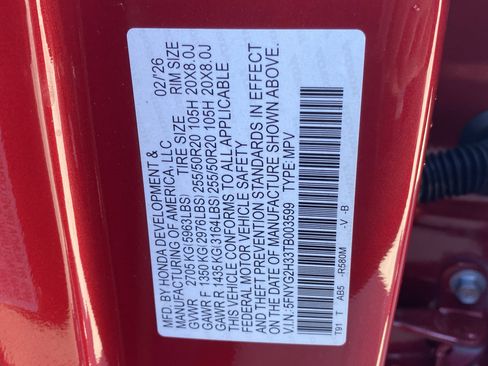 MFD. BY HONDA DEVELOPMENT & 02/26
MANUFACTURING OF AMERICA, LLC
TIRE SIZE RIM SIZE
GVWR 2705 KG(5963LBS)
GAWR F 1350 KG(2976LBS) 255/50R20 105H 20X8.0J
GAWR R 1435 KG(3164LBS) 255/50R20 105H 20X8.0J
THIS VEHICLE CONFORMS TO ALL APPLICABLE
FEDERAL MOTOR VEHICLE SAFETY
AND THEFT PREVENTION STANDARDS IN EFFECT
ON THE DATE OF MANUFACTURE SHOWN ABOVE.
V.I.N.: 5FNYG2H33TB003599 TYPE: MPV
T91 T AB5 -R580M -V -B